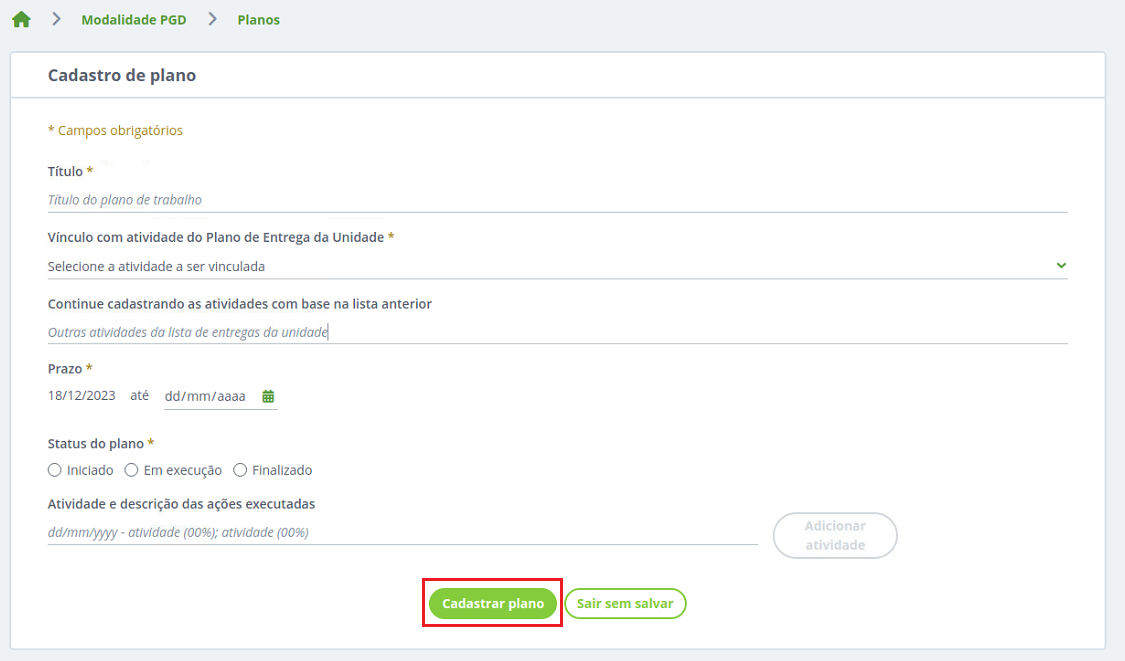 Modalidade PGD Planos
Cadastro de plano
* Campos obrigatórios
Título *
Título do plano de trabalho
Vínculo com atividade do Plano de Entrega da Unidade *
Selecione a atividade a ser vinculada
Continue cadastrando as atividades com base na lista anterior
Outras atividades da lista de entregas da unidade
Prazo *
18/12/2023 até dd/mm/aaaa
Status do plano *
Iniciado Em execução Finalizado
Atividade e descrição das ações executadas
dd/mm/yyyy - atividade (00%); atividade (00%)
Adicionar
atividade
Cadastrar plano Sair sem salvar